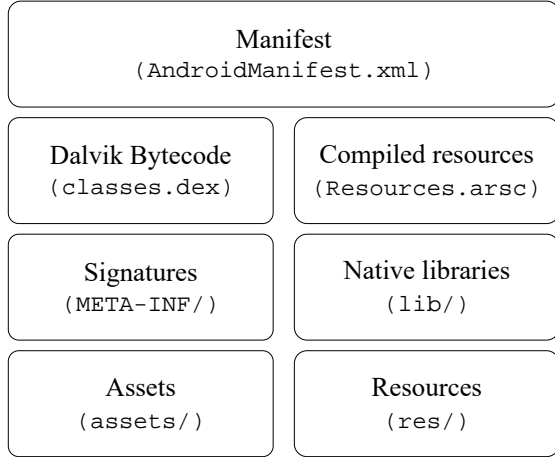 Manifest
(AndroidManifest.xml)
Dalvik Bytecode
(classes.dex)
Compiled resources
(Resources.arsc)
Signatures
(META-INF/)
Native libraries
(lib/)
Assets
(assets/)
Resources
(res/)